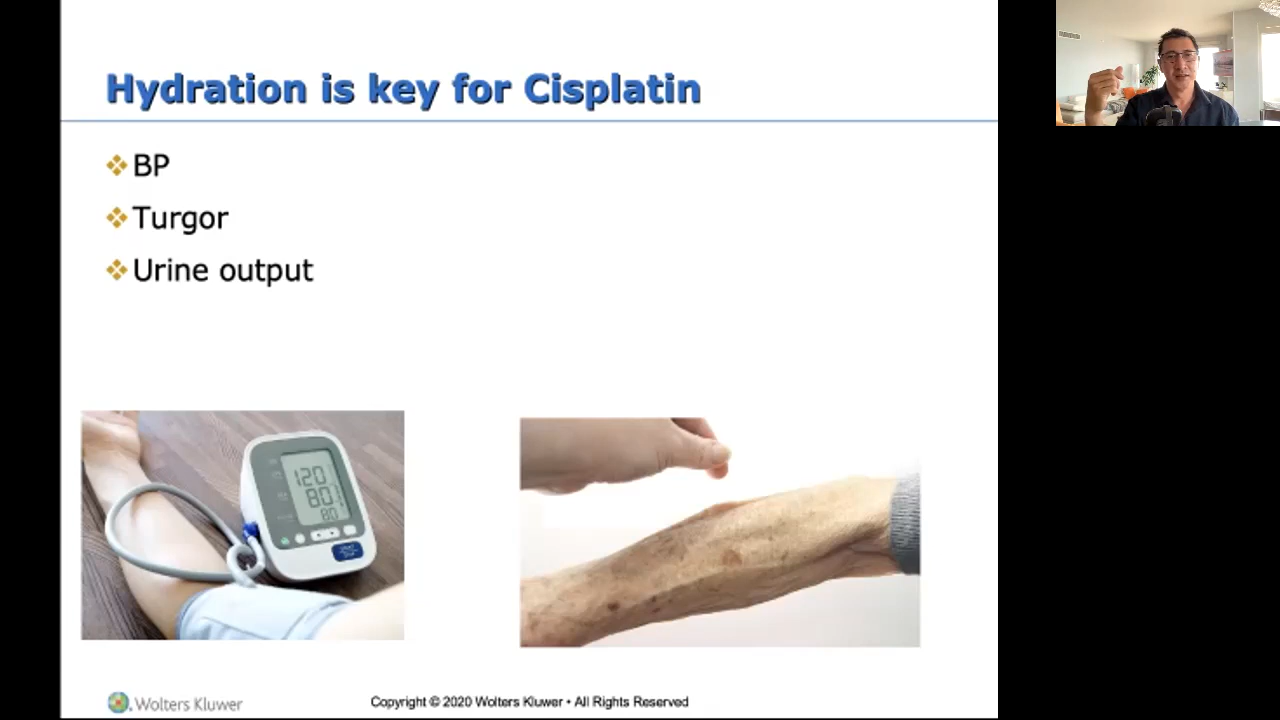 Hydration is key for Cisplatin
BP
Turgor
Urine output
120
80
80
Wolters Kluwer
Copyright © 2020 Wolters Kluwer • All Rights Reserved